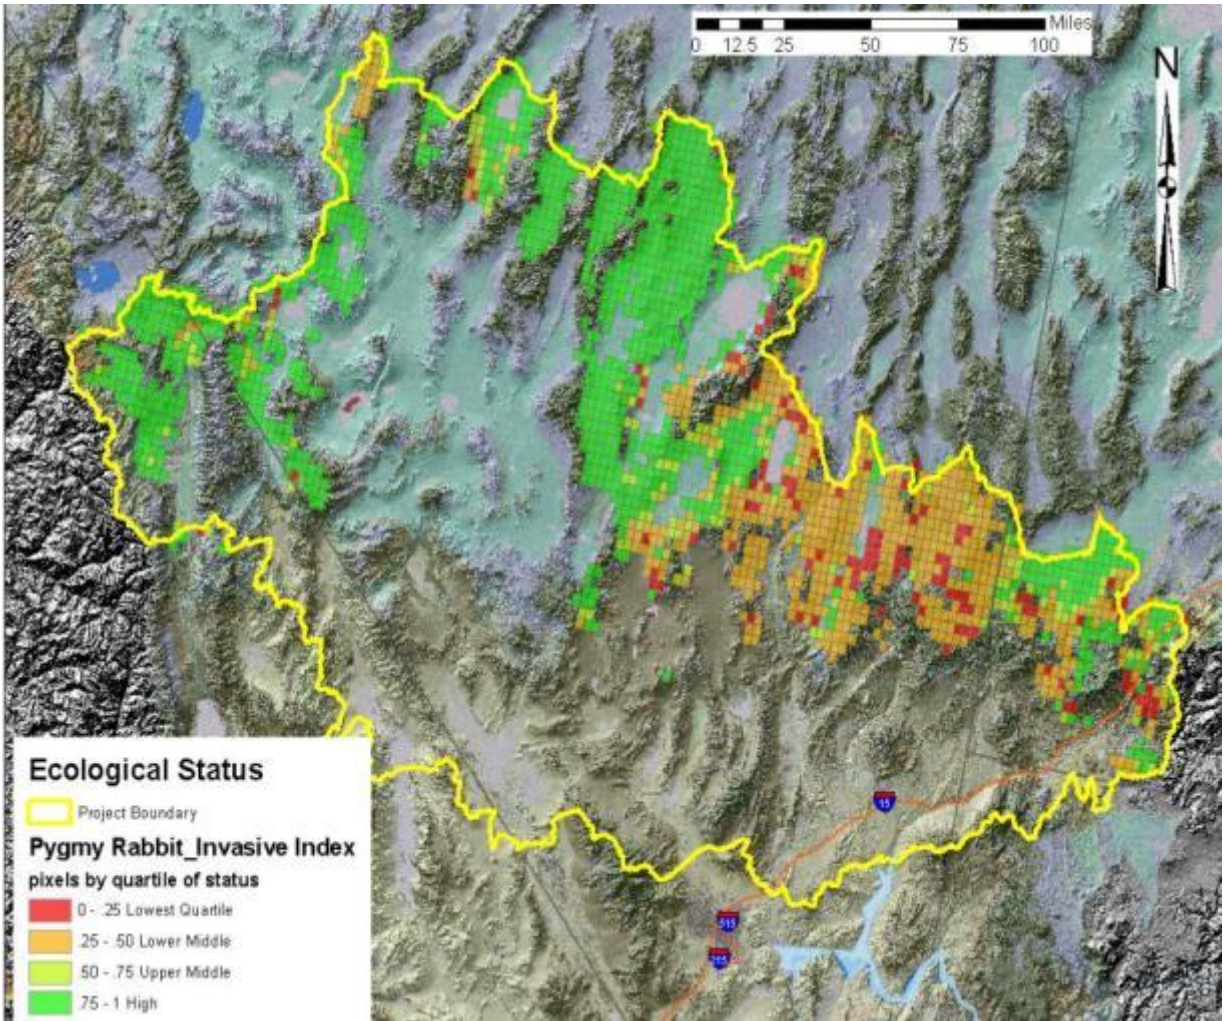 Miles
0 12.5 25 50 75 100
N
Ecological Status
Project Boundary
Pygmy Rabbit_Invasive Index
pixels by quartile of status
0 - .25 Lowest Quartile
.25 - .50 Lower Middle
.50 - .75 Upper Middle
.75 - 1 High
15
515
215